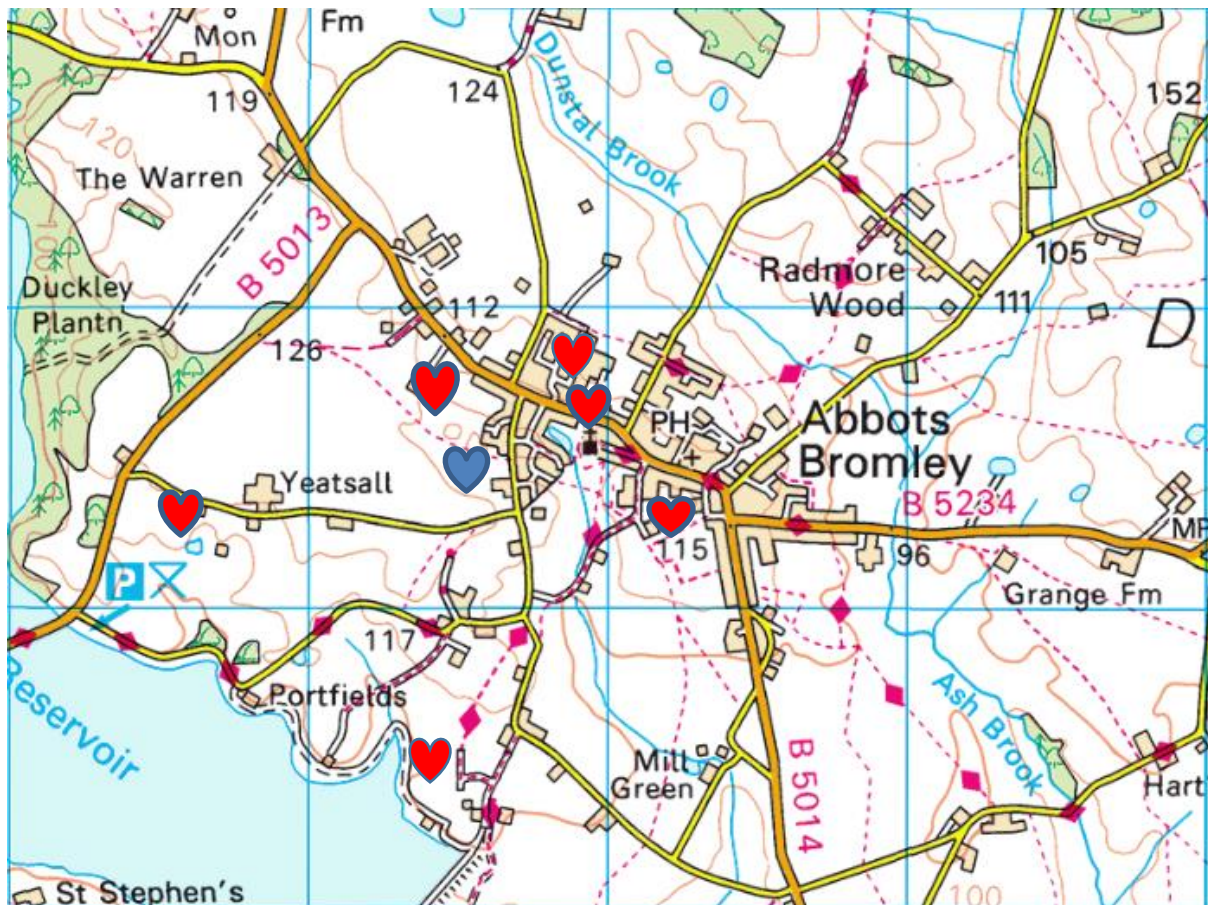 Mon
Fm
119
124
152
Dunstal Brook
120
The Warren
B 5013
100
105
Radmore
Wood
111
Duckley
Plantn
112
D
126
PH
Abbots
Bromley
Yeatsall
B 5234
115
96
MP
P
Grange Fm
117
Portfields
Ash Brook
Reservoir
Mill
Green
B 5014
Hart
St Stephen's
100